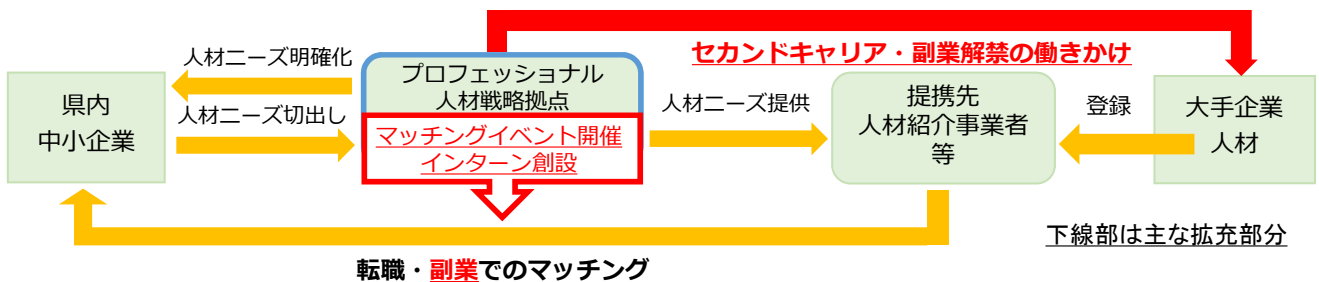 セカンドキャリア・副業解禁の働きかけ
人材ニーズ明確化
プロフェッショナル
人材戦略拠点
県内
中小企業
人材ニーズ切出し
マッチングイベント開催
インターン創設
人材ニーズ提供
提携先
人材紹介事業者
等
登録
大手企業
人材
下線部は主な拡充部分
転職・副業でのマッチング